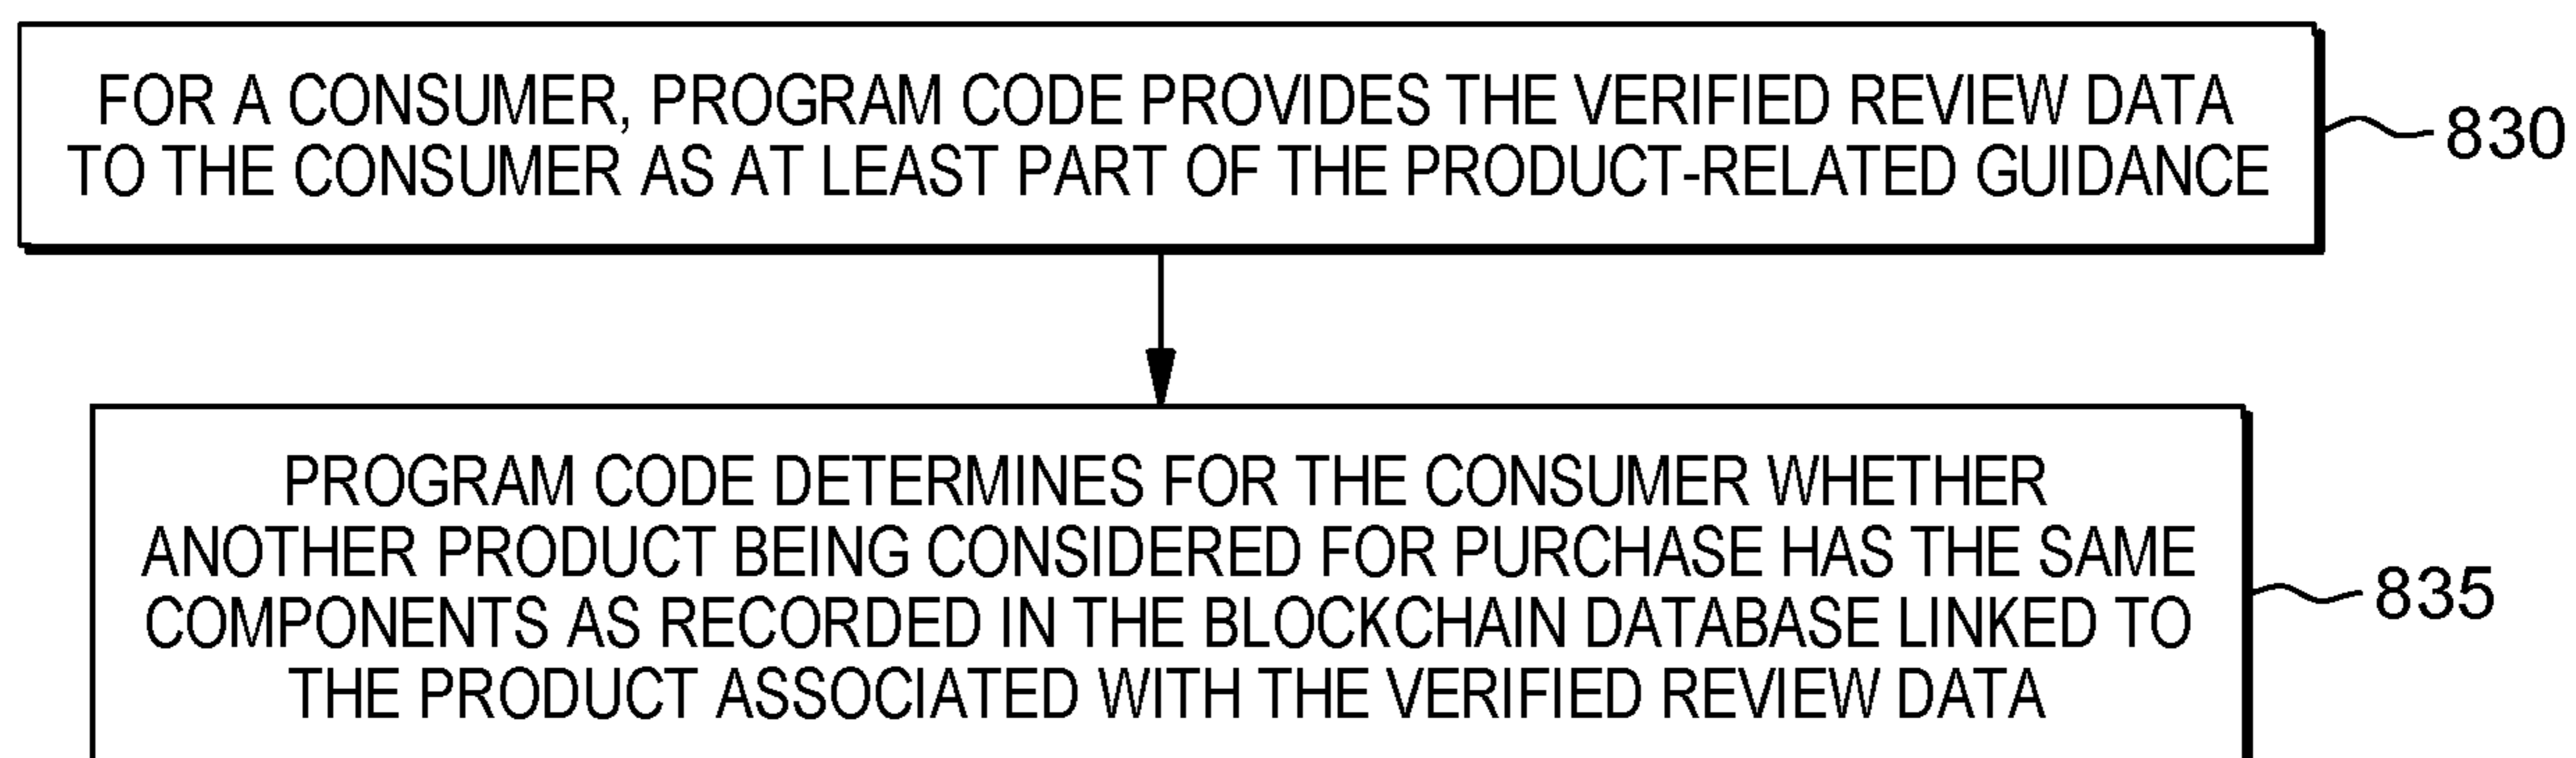 FOR A CONSUMER, PROGRAM CODE PROVIDES THE VERIFIED REVIEW DATA
TO THE CONSUMER AS AT LEAST PART OF THE PRODUCT-RELATED GUIDANCE
830
PROGRAM CODE DETERMINES FOR THE CONSUMER WHETHER
ANOTHER PRODUCT BEING CONSIDERED FOR PURCHASE HAS THE SAME
COMPONENTS AS RECORDED IN THE BLOCKCHAIN DATABASE LINKED TO
THE PRODUCT ASSOCIATED WITH THE VERIFIED REVIEW DATA
835